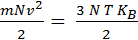 mNv²/2 = 3 N T K_B/2